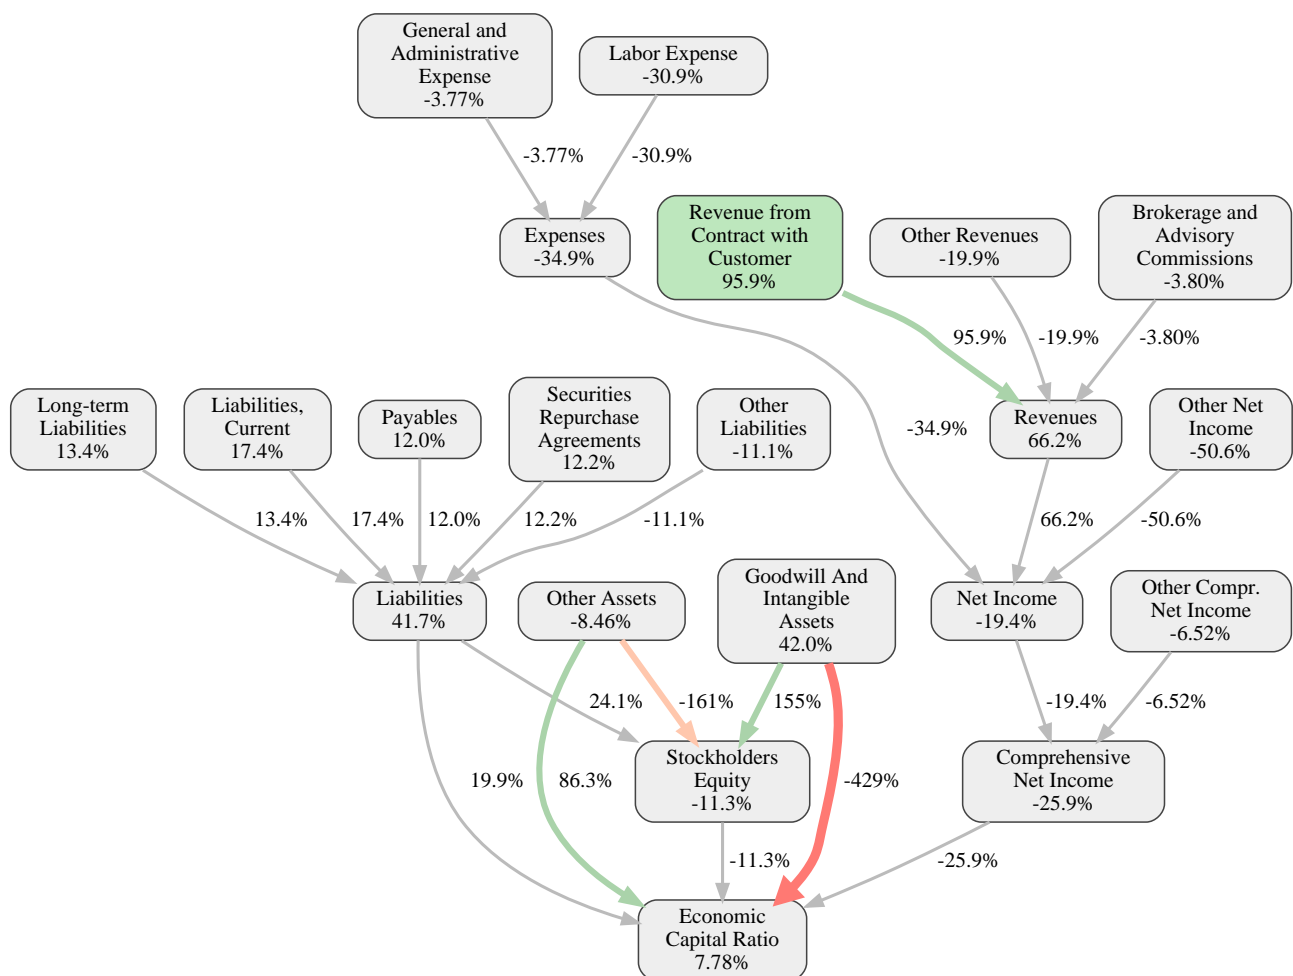 General and
Administrative
Expense
-3.77%
Labor Expense
-30.9%
-3.77%
-30.9%
Expenses
-34.9%
Revenue from
Contract with
Customer
95.9%
Other Revenues
-19.9%
Brokerage and
Advisory
Commissions
-3.80%
95.9%
-19.9%
-3.80%
Long-term
Liabilities
13.4%
Liabilities,
Current
17.4%
Payables
12.0%
Securities
Repurchase
Agreements
12.2%
Other
Liabilities
-11.1%
-34.9%
Revenues
66.2%
Other Net
Income
-50.6%
13.4%
17.4%
12.0%
12.2%
-11.1%
66.2%
-50.6%
Liabilities
41.7%
Other Assets
-8.46%
Goodwill And
Intangible
Assets
42.0%
Net Income
-19.4%
Other Compr.
Net Income
-6.52%
24.1%
-161%
155%
-19.4%
-6.52%
19.9%
86.3%
Stockholders
Equity
-11.3%
-429%
Comprehensive
Net Income
-25.9%
-11.3%
-25.9%
Economic
Capital Ratio
7.78%